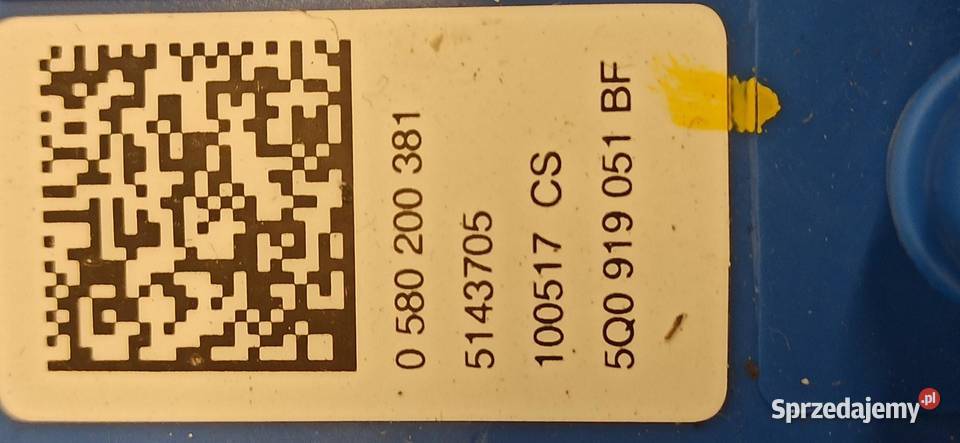 0 580 200 381
5143705
100517 CS
5Q0 919 051 BF
Sprzedajemy.pl